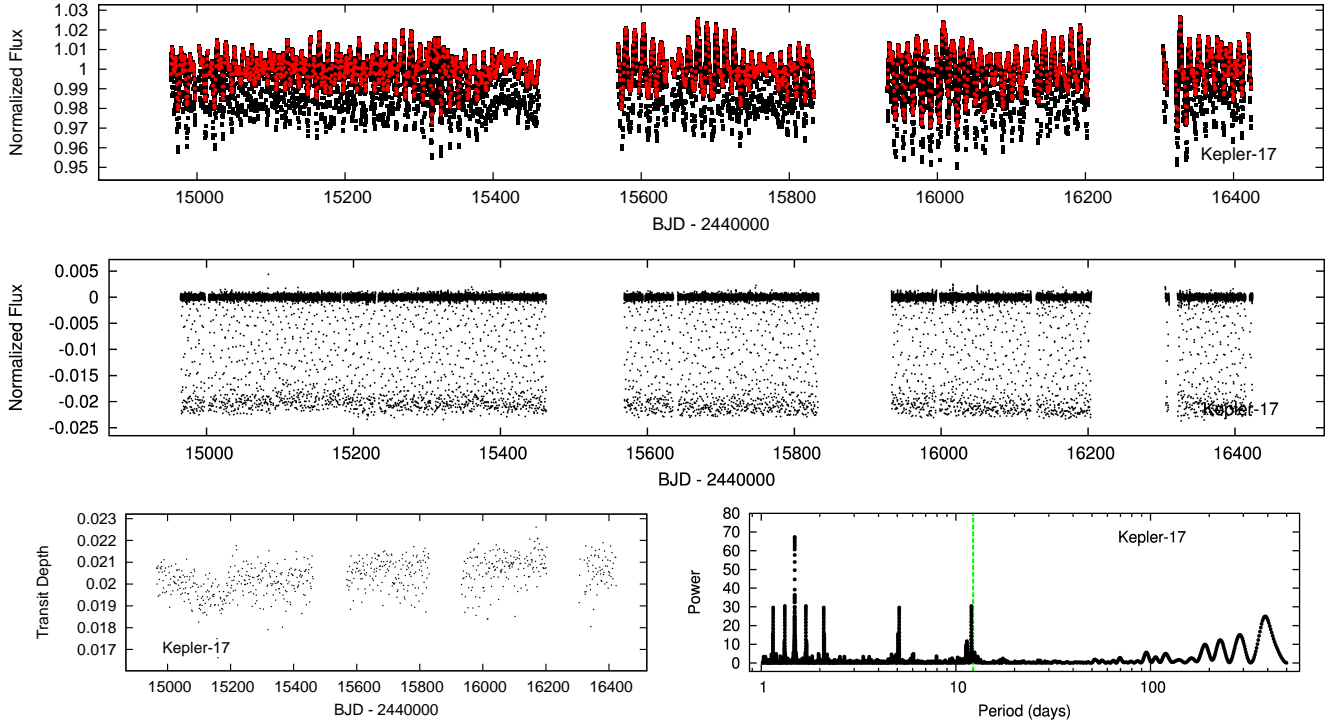 Normalized Flux
1.03
1.02
1.01
1
0.99
0.98
0.97
0.96
0.95
Kepler-17
15000 15200 15400 15600 15800 16000 16200 16400
BJD - 2440000
Normalized Flux
0.005
0
-0.005
-0.01
-0.015
-0.02
-0.025
Kepler-17
15000 15200 15400 15600 15800 16000 16200 16400
BJD - 2440000
Transit Depth
0.023
0.022
0.021
0.02
0.019
0.018
0.017
Kepler-17
15000 15200 15400 15600 15800 16000 16200 16400
BJD - 2440000
Power
80
70
60
50
40
30
20
10
0
Kepler-17
1 10 100
Period (days)